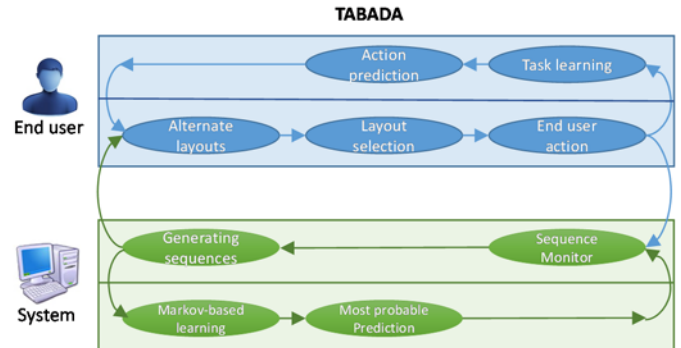 TABADA
Action
prediction
Task learning
End user
Alternate
layouts
Layout
selection
End user
action
Generating
sequences
Sequence
Monitor
System
Markov-based
learning
Most probable
Prediction